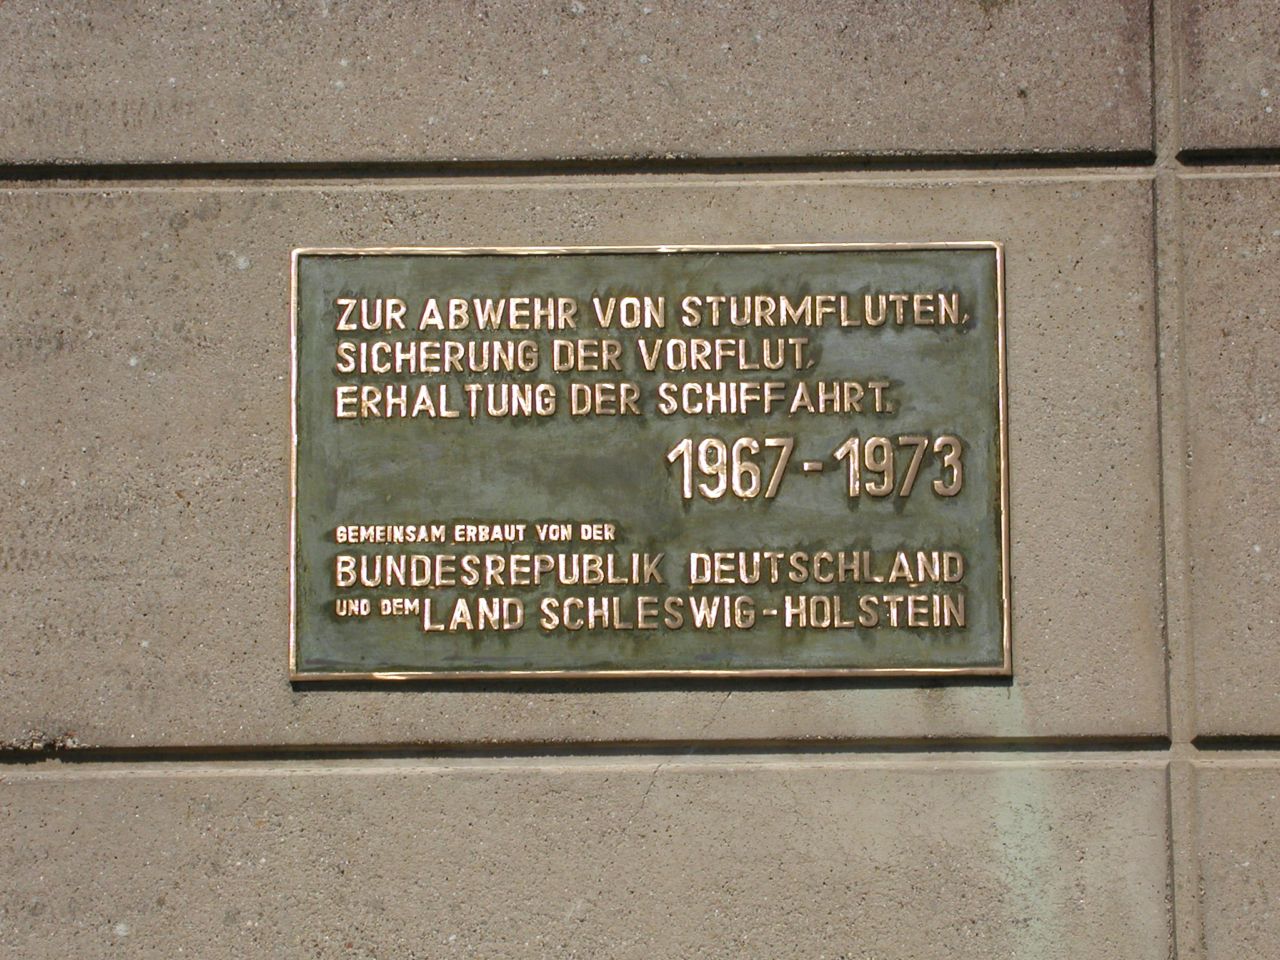 ZUR ABWEHR VON STURMFLUTEN,
SICHERUNG DER VORFLUT,
ERHALTUNG DER SCHIFFAHRT.
1967-1973
GEMEINSAM ERBAUT VON DER
BUNDESREPUBLIK DEUTSCHLAND
UND DEM LAND SCHLESWIG-HOLSTEIN